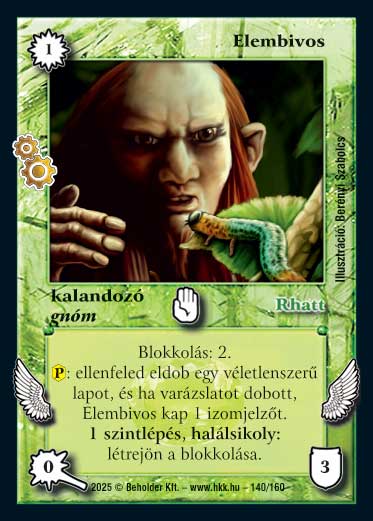 1
Elembivos
Illusztráció: Berényi Szabolcs
kalandozó
gnóm
Rhatt
Blokkolás: 2.
P: ellenfeled eldob egy véletlenszerű
lapot, és ha varázslatot dobott,
Elembivos kap 1 izomjelzőt.
1 szintlépés, halálsikoly:
létrejön a blokkolása.
0
3
2025 © Beholder Kft. – www.hkk.hu – 140/160